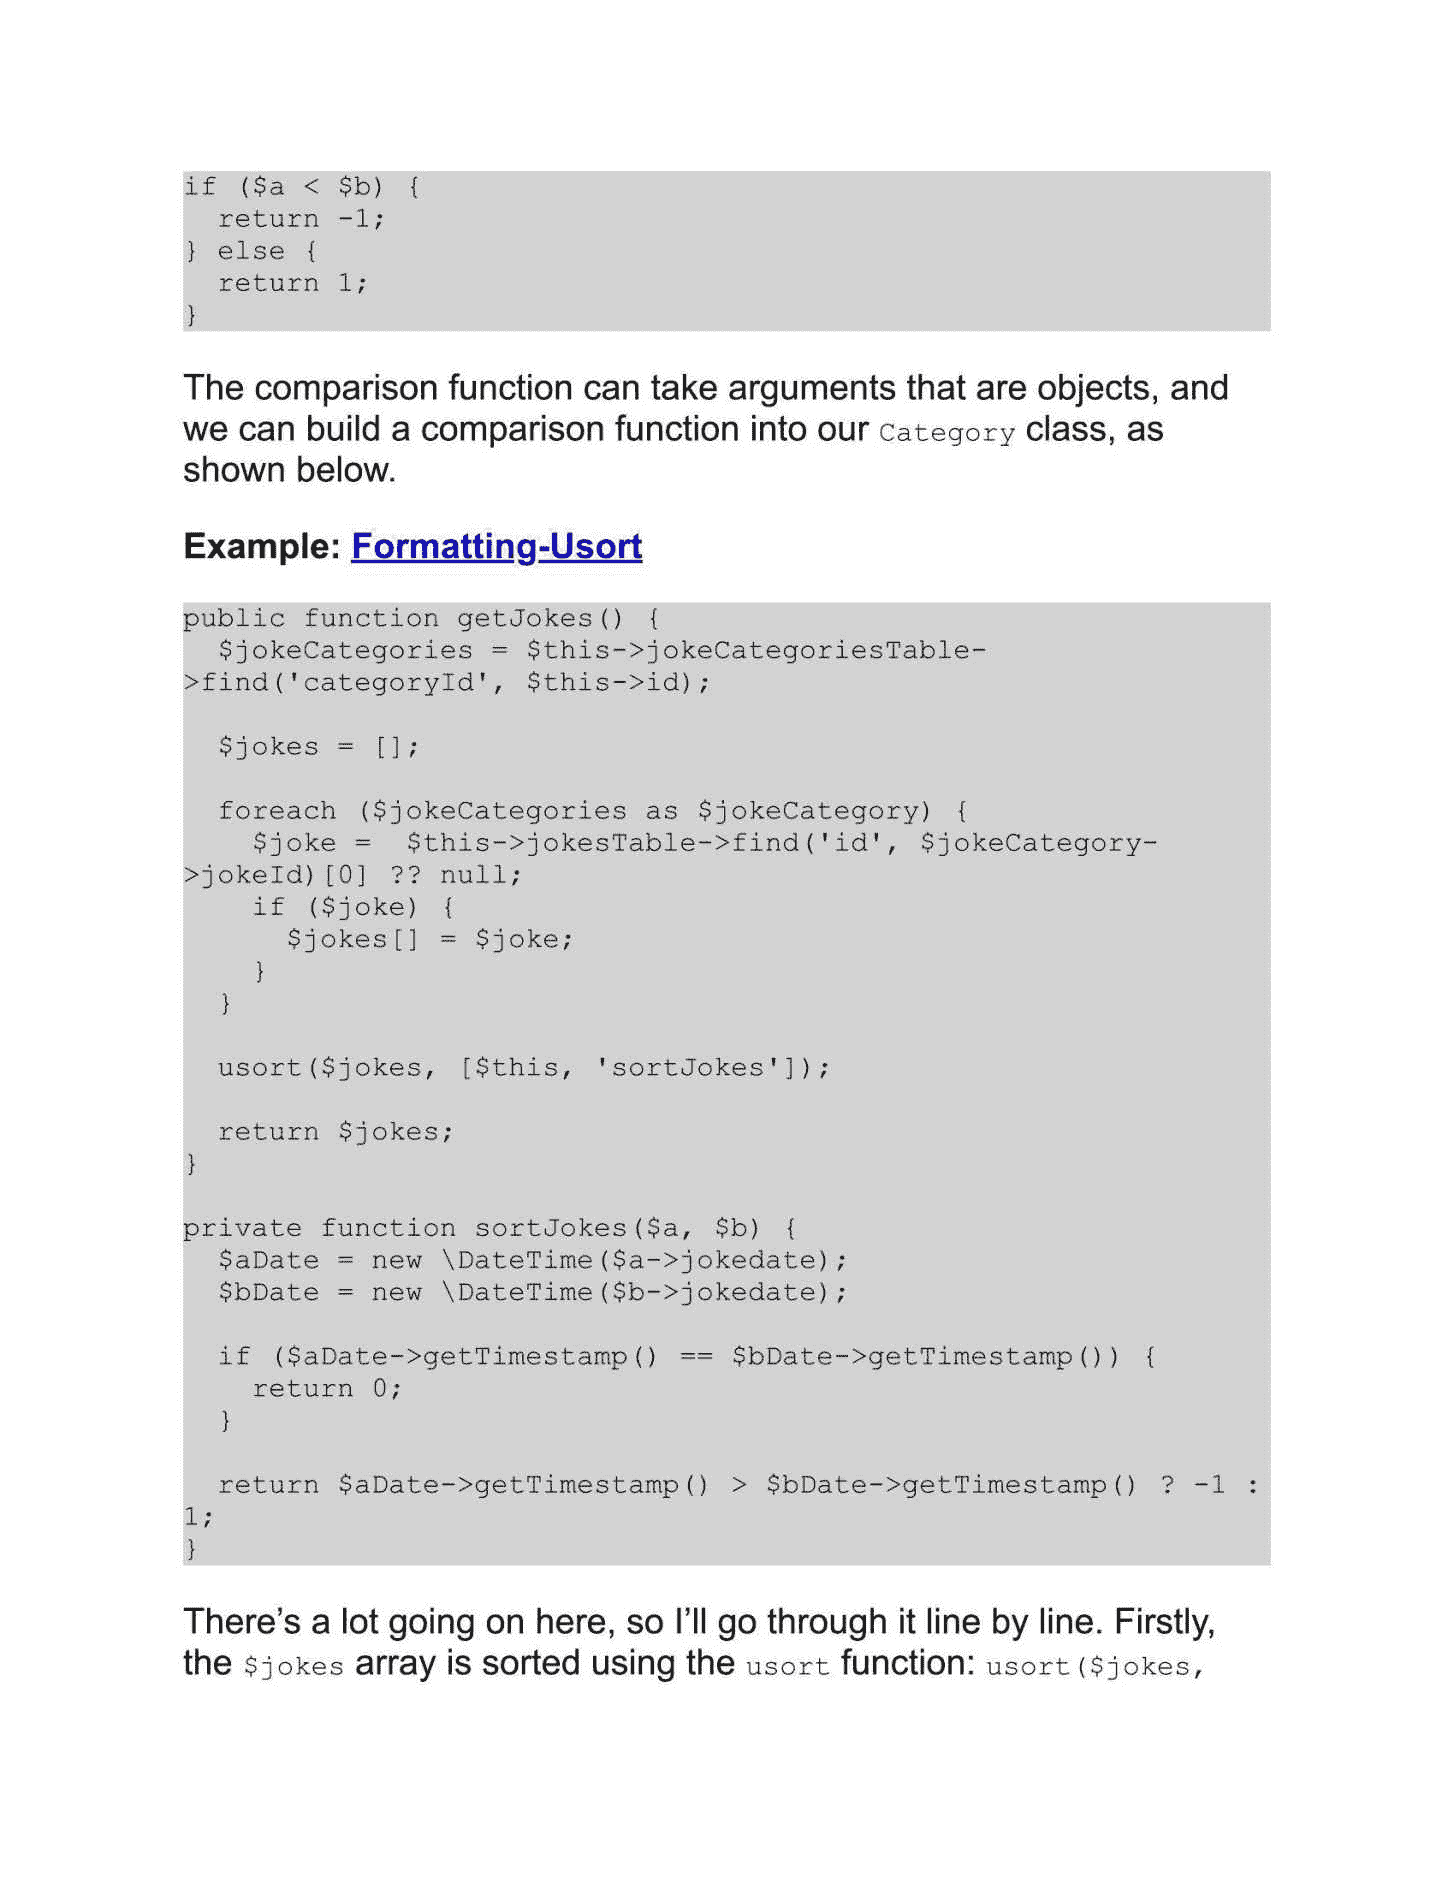 if ($a < $b) {
  return -1;
} else {
  return 1;
}
The comparison function can take arguments that are objects, and
we can build a comparison function into our Category class, as
shown below.
Example: Formatting-Usort
public function getJokes() {
  $jokeCategories = $this->jokeCategoriesTable-
>find('categoryId', $this->id);
  $jokes = [];
  foreach ($jokeCategories as $jokeCategory) {
    $joke =  $this->jokesTable->find('id', $jokeCategory-
>jokeId)[0] ?? null;
    if ($joke) {
      $jokes[] = $joke;
    }
  }
  usort($jokes, [$this, 'sortJokes']);
  return $jokes;
}
private function sortJokes($a, $b) {
  $aDate = new \DateTime($a->jokedate);
  $bDate = new \DateTime($b->jokedate);
  if ($aDate->getTimestamp() == $bDate->getTimestamp()) {
    return 0;
  }
  return $aDate->getTimestamp() > $bDate->getTimestamp() ? -1 :
1;
}
There’s a lot going on here, so I’ll go through it line by line. Firstly,
the $jokes array is sorted using the usort function: usort($jokes,